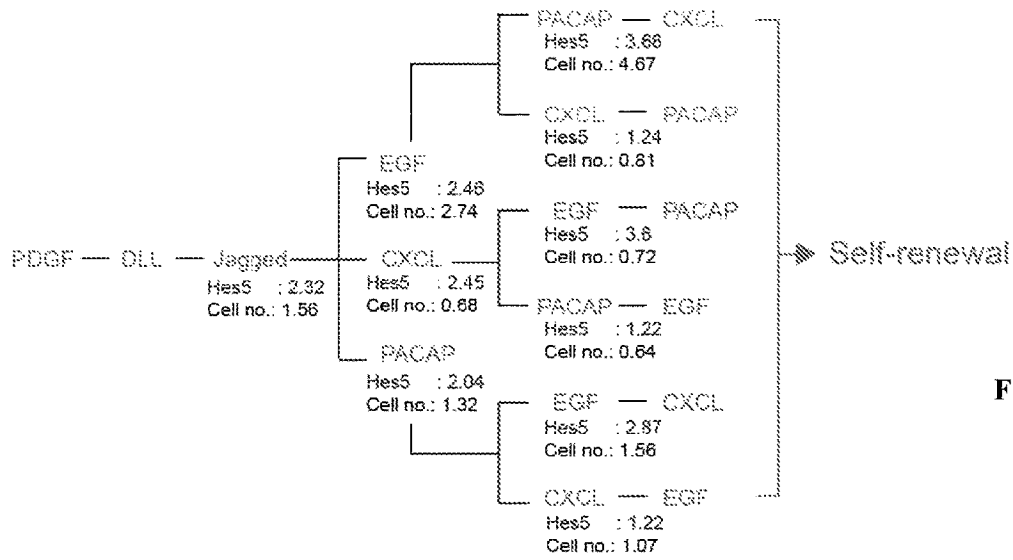 PACAP — CXCL
Hes5 : 3.68
Cell no.: 4.67
CXCL — PACAP
Hes5 : 1.24
Cell no.: 0.81
EGF
Hes5 : 2.46
Cell no.: 2.74
EGF — PACAP
Hes5 : 3.6
Cell no.: 0.72
PDGF — DLL — Jagged
Hes5 : 2.32
Cell no.: 1.56
CXCL
Hes5 : 2.45
Cell no.: 0.68
Self-renewal
PACAP — EGF
Hes5 : 1.22
Cell no.: 0.64
PACAP
Hes5 : 2.04
Cell no.: 1.32
EGF — CXCL
Hes5 : 2.87
Cell no.: 1.56
F
CXCL — EGF
Hes5 : 1.22
Cell no.: 1.07